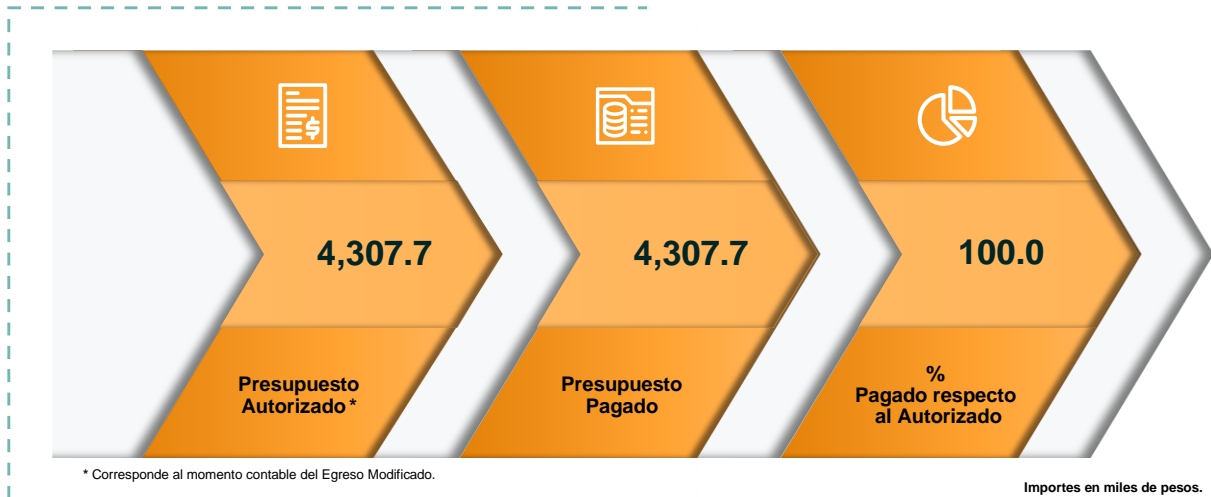 4,307.7
4,307.7
100.0
Presupuesto
Autorizado *
Presupuesto
Pagado
%
Pagado respecto
al Autorizado
* Corresponde al momento contable del Egreso Modificado.
Importes en miles de pesos.